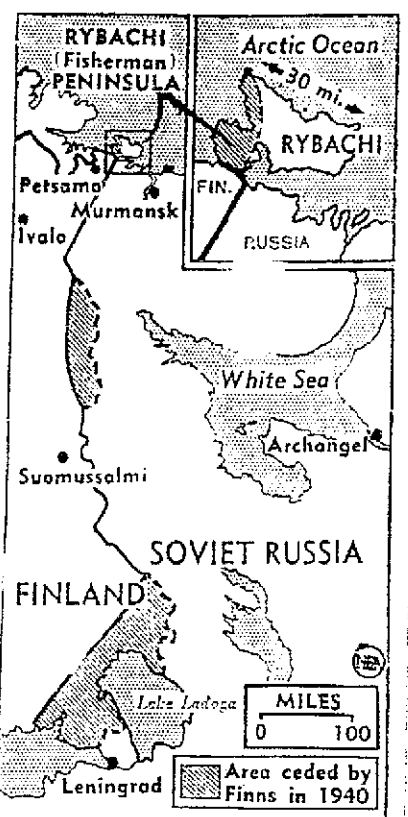 RYBACHI
(Fisherman)
PENINSULA
Arctic Ocean
30 mi.
RYBACHI
FIN.
RUSSIA
Petsamo
Murmansk
Ivalo
White Sea
Archangel
Suomussalmi
SOVIET RUSSIA
FINLAND
Lake Ladoga
NEA
MILES
0 100
Leningrad
Area ceded by
Finns in 1940